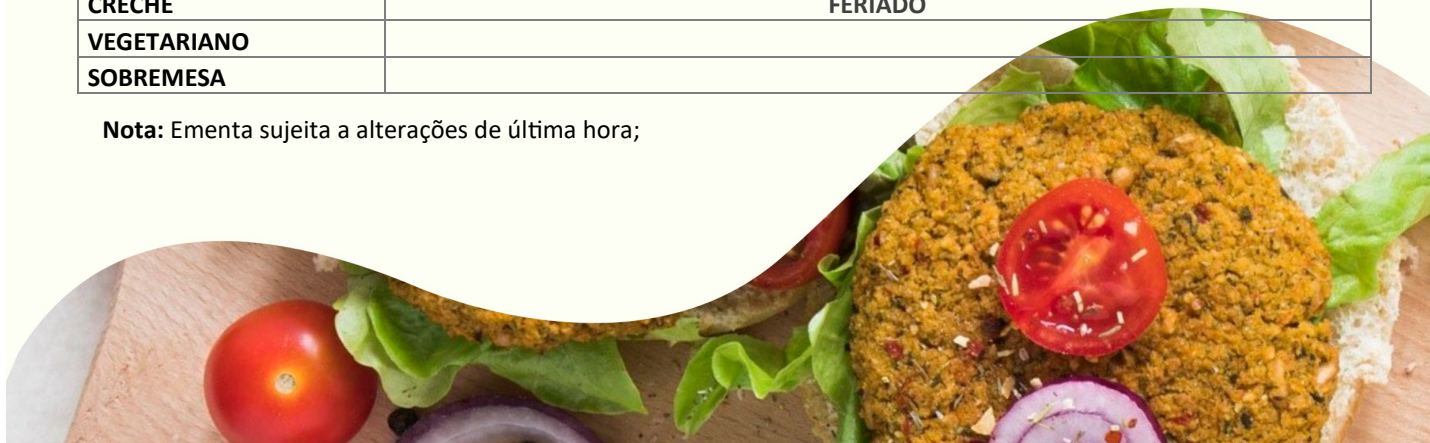 CRECHE FERIADO
VEGETARIANO
SOBREMESA
Nota: Ementa sujeita a alterações de última hora;